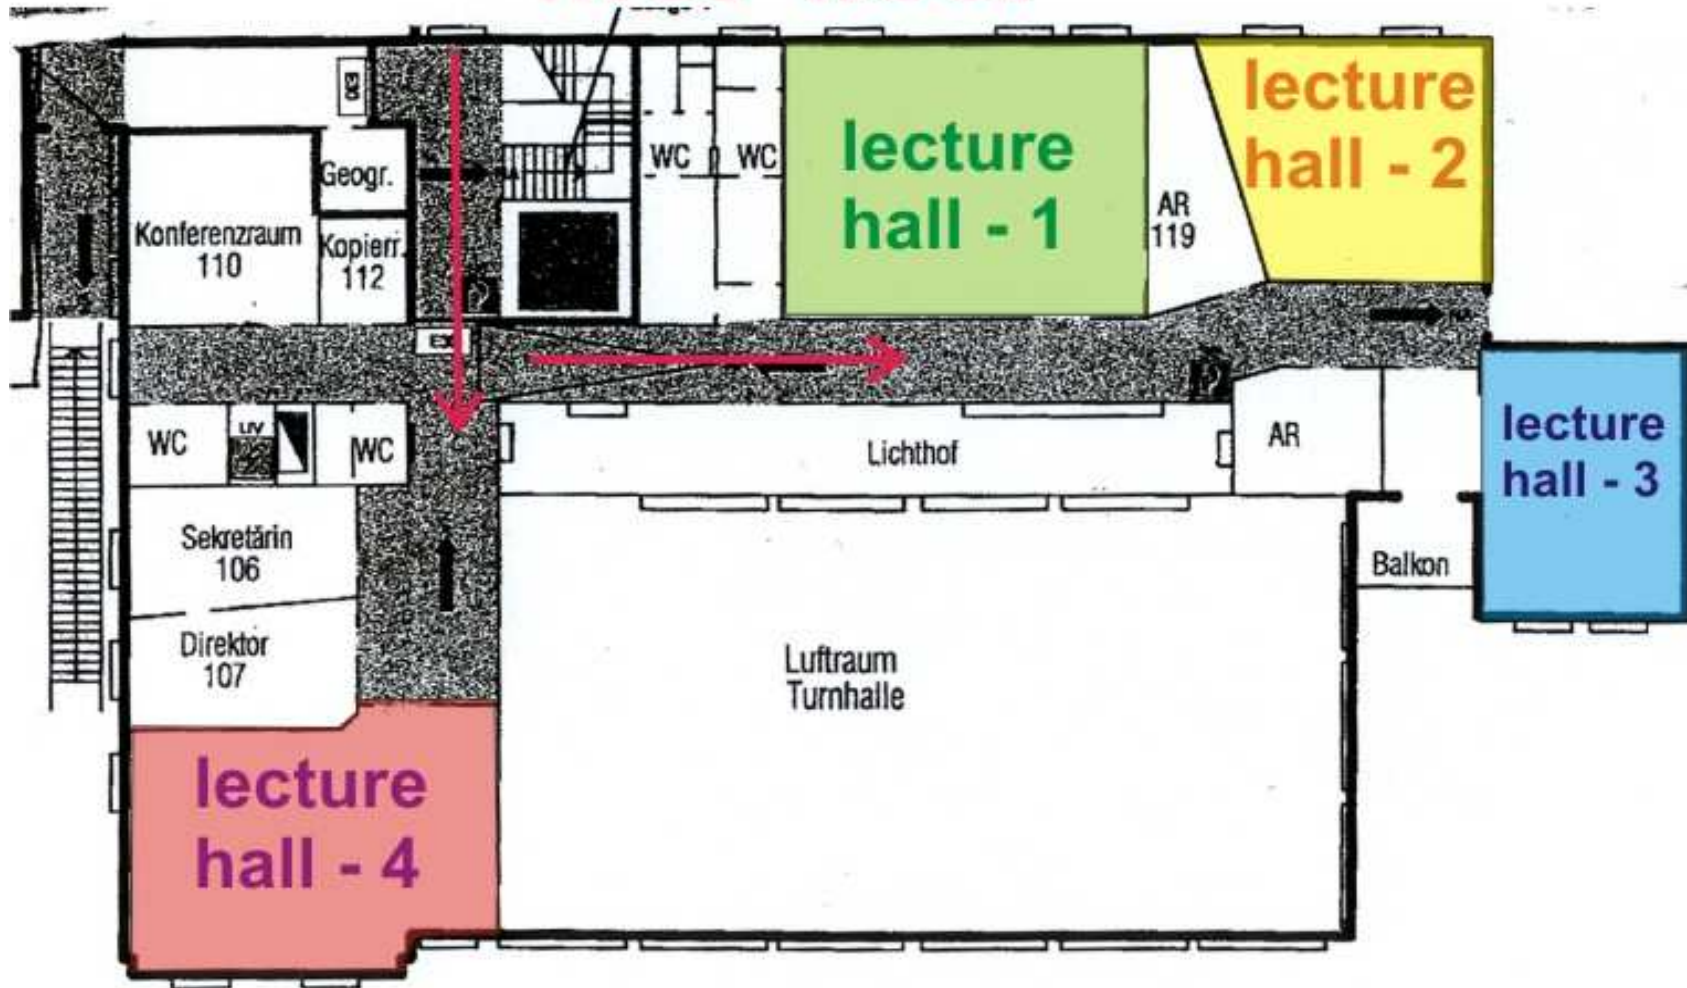 lecture
hall - 1
lecture
hall - 2
WC
WC
Geogr.
Konferenzraum
110
Kopierr.
112
AR
119
lecture
hall - 3
WC
WC
Lichthof
AR
Sekretärin
106
Balkon
Direktor
107
Luftraum
Turnhalle
lecture
hall - 4